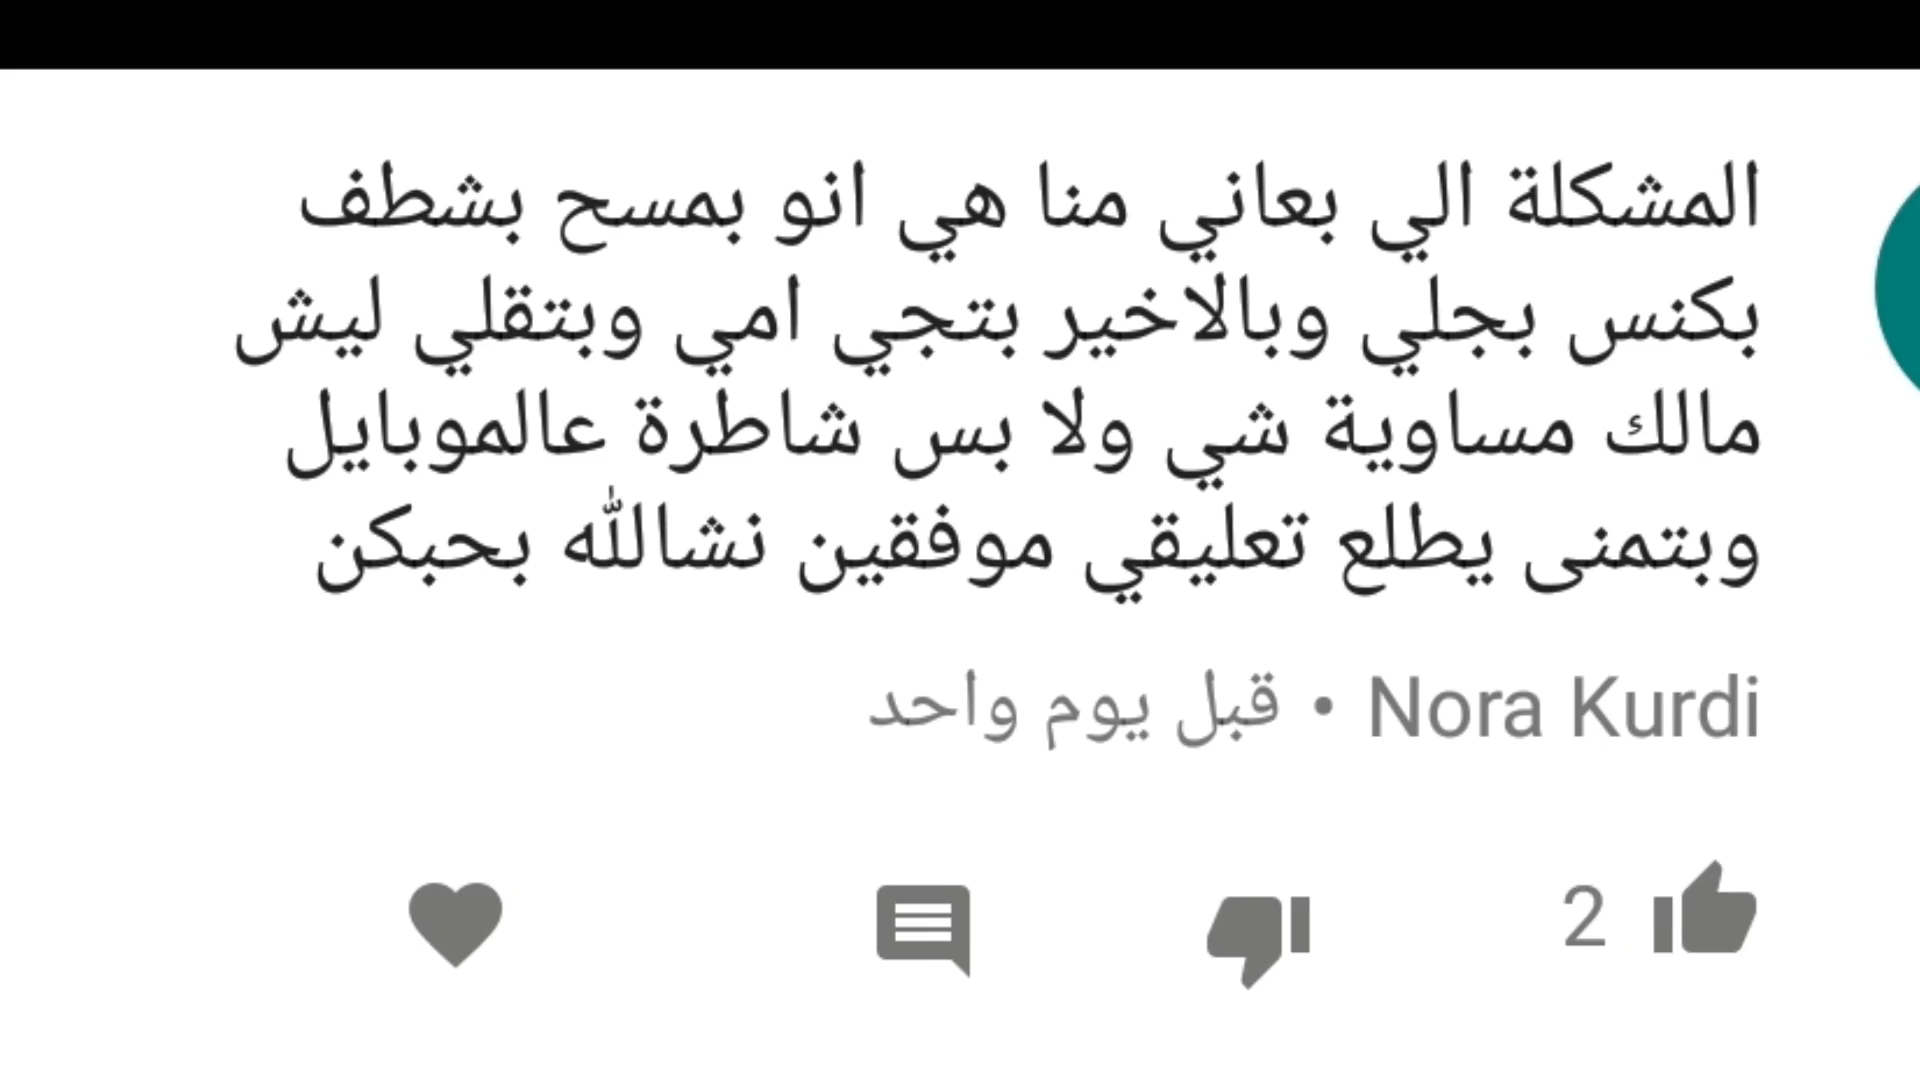 المشكلة الي بعاني منا هي انو بمسح بشطف
بكنس بجلي وبالاخير بتجي امي وبتقلي ليش
مالك مساوية شي ولا بس شاطرة عالموبايل
وبتمنى يطلع تعليقي موفقين نشالله بحبكن
Nora Kurdi • قبل يوم واحد
2